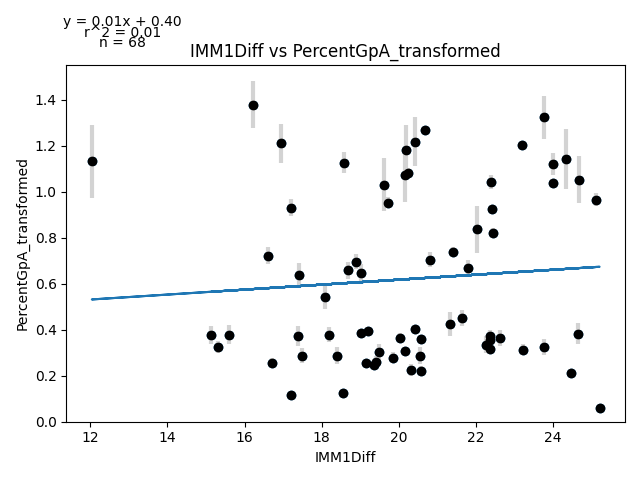 y = 0.01x + 0.40
r^2 = 0.01
n = 68
IMM1Diff vs PercentGpA_transformed
PercentGpA_transformed
1.4
1.2
1.0
0.8
0.6
0.4
0.2
0.0
12 14 16 18 20 22 24
IMM1Diff